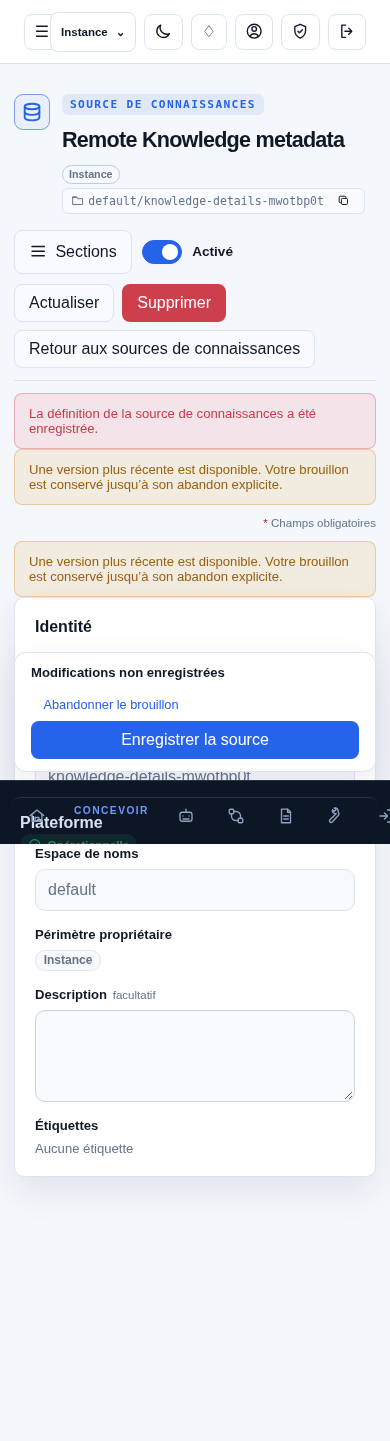 Instance
SOURCE DE CONNAISSANCES
Remote Knowledge metadata
Instance
default/knowledge-details-mwotbp0t
Sections
Activé
Actualiser
Supprimer
Retour aux sources de connaissances
La définition de la source de connaissances a été
enregistrée.
Une version plus récente est disponible. Votre brouillon
est conservé jusqu’à son abandon explicite.
* Champs obligatoires
Une version plus récente est disponible. Votre brouillon
est conservé jusqu’à son abandon explicite.
Identité
Modifications non enregistrées
Abandonner le brouillon
Enregistrer la source
knowledge-details-mwotbp0t
CONCEVOIR
Plateforme
Opérationnelle
Espace de noms
default
Périmètre propriétaire
Instance
Description facultatif
Étiquettes
Aucune étiquette